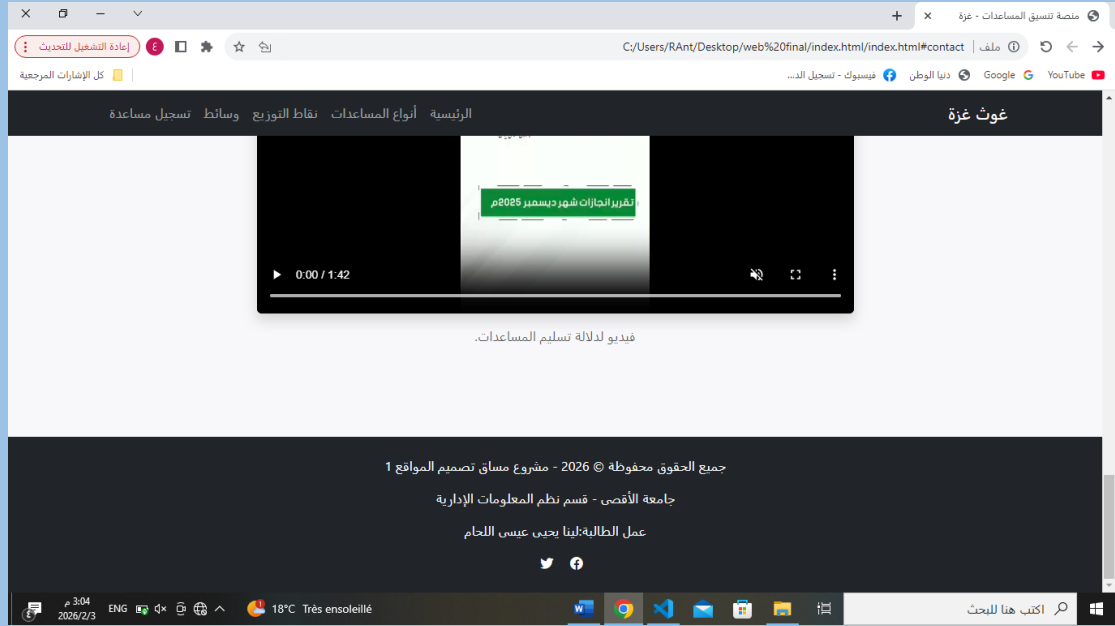 منصة تنسيق المساعدات - غزة
C:/Users/RAnt/Desktop/web%20final/index.html/index.html#contact
ملف
إعادة التشغيل للتحديث
٤
YouTube
Google
دنيا الوطن
فيسبوك - تسجيل الد...
كل الإشارات المرجعية
غوث غزة
الرئيسية
أنواع المساعدات
نقاط التوزيع
وسائط
تسجيل مساعدة
تقرير انجازات شهر ديسمبر 2025م
0:00 / 1:42
فيديو لدلالة تسليم المساعدات.
جميع الحقوق محفوظة © 2026 - مشروع مساق تصميم المواقع 1
جامعة الأقصى - قسم نظم المعلومات الإدارية
عمل الطالبة:لينا يحيى عيسى اللحام
اكتب هنا للبحث
18°C Très ensoleillé
1
ENG
3:04 م
2026/2/3